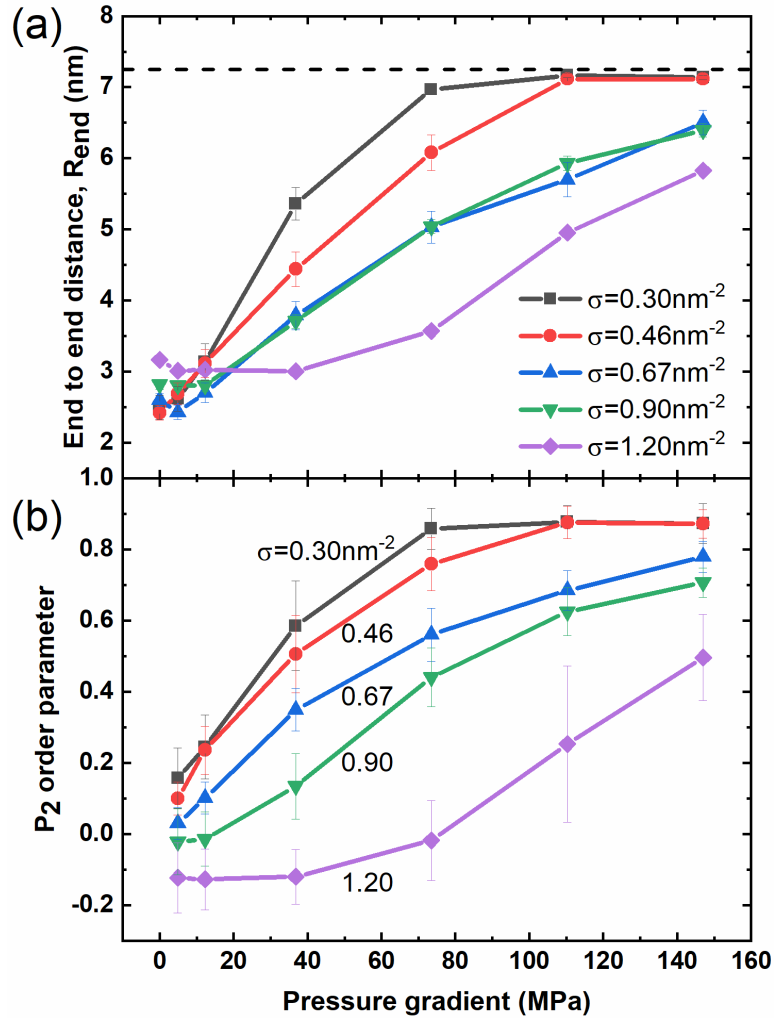 (a)
8
7
6
5
4
3
2
End to end distance, Rend (nm)
σ=0.30nm-2
σ=0.46nm-2
σ=0.67nm-2
σ=0.90nm-2
σ=1.20nm-2
(b)
1.0
0.8
0.6
0.4
0.2
0.0
-0.2
P2 order parameter
σ=0.30nm-2
0.46
0.67
0.90
1.20
0 20 40 60 80 100 120 140 160
Pressure gradient (MPa)